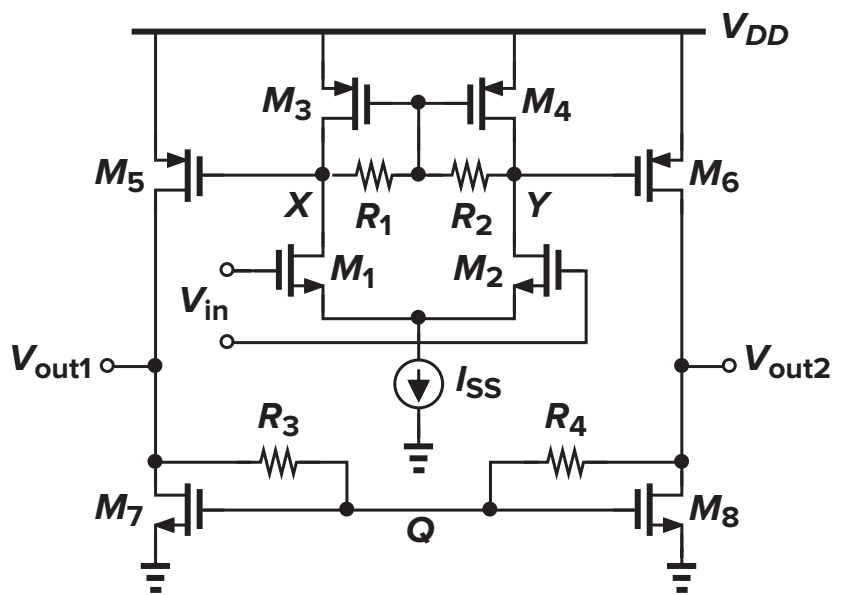 V_DD
M_3
M_4
M_5
M_6
X
R_1
R_2
Y
M_1
M_2
V_in
V_out1
I_SS
V_out2
R_3
R_4
M_7
Q
M_8